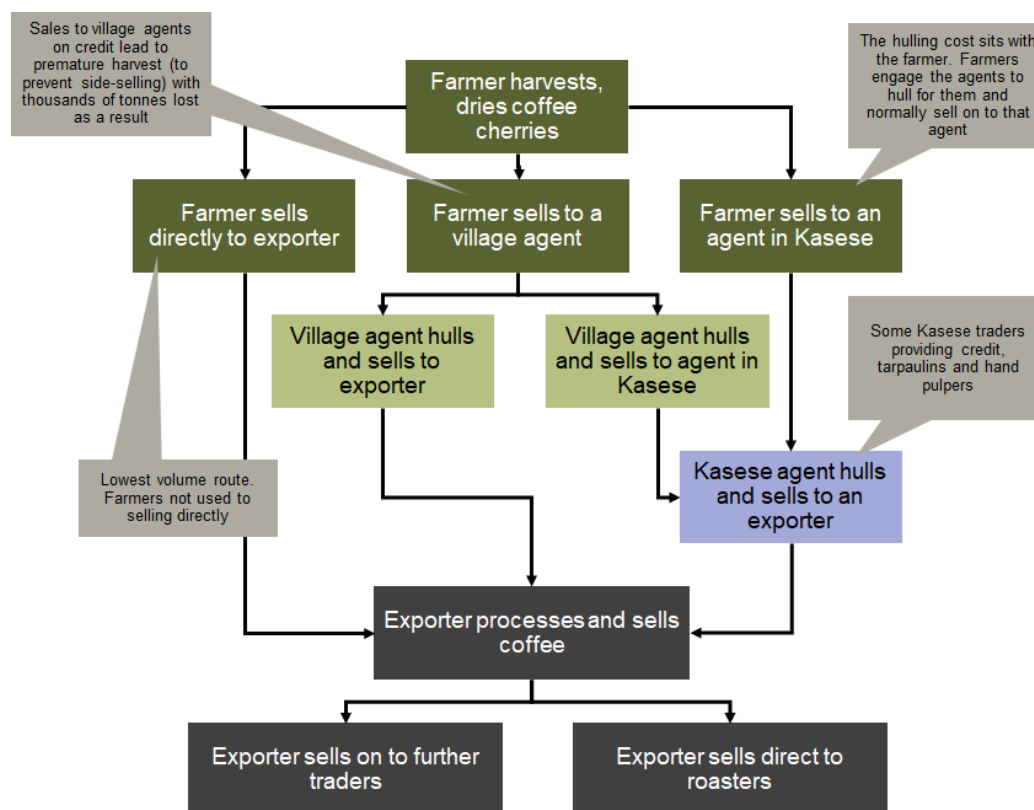 Sales to village agents
on credit lead to
premature harvest (to
prevent side-selling) with
thousands of tonnes lost
as a result
Farmer harvests,
dries coffee
cherries
The hulling cost sits with
the farmer. Farmers
engage the agents to
hull for them and
normally sell on to that
agent
Farmer sells
directly to exporter
Farmer sells to a
village agent
Farmer sells to an
agent in Kasese
Village agent hulls
and sells to
exporter
Village agent hulls
and sells to agent in
Kasese
Some Kasese traders
providing credit,
tarpaulins and hand
pulpers
Lowest volume route.
Farmers not used to
selling directly
Kasese agent hulls
and sells to an
exporter
Exporter processes and sells
coffee
Exporter sells on to further
traders
Exporter sells direct to
roasters